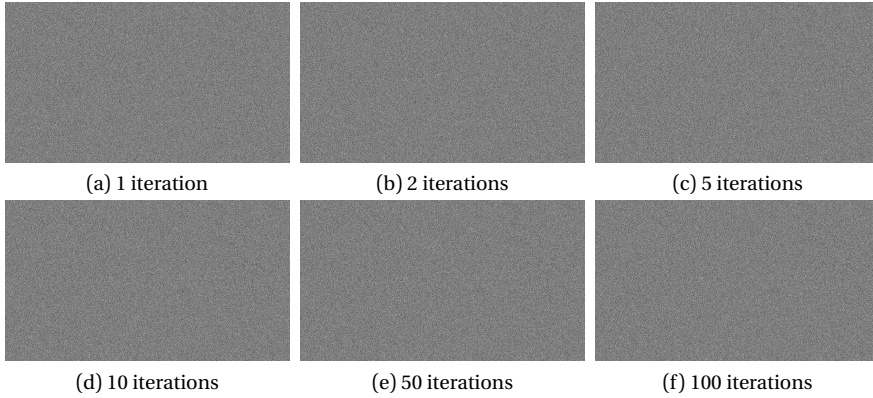 (a) 1 iteration
(b) 2 iterations
(c) 5 iterations
(d) 10 iterations
(e) 50 iterations
(f) 100 iterations